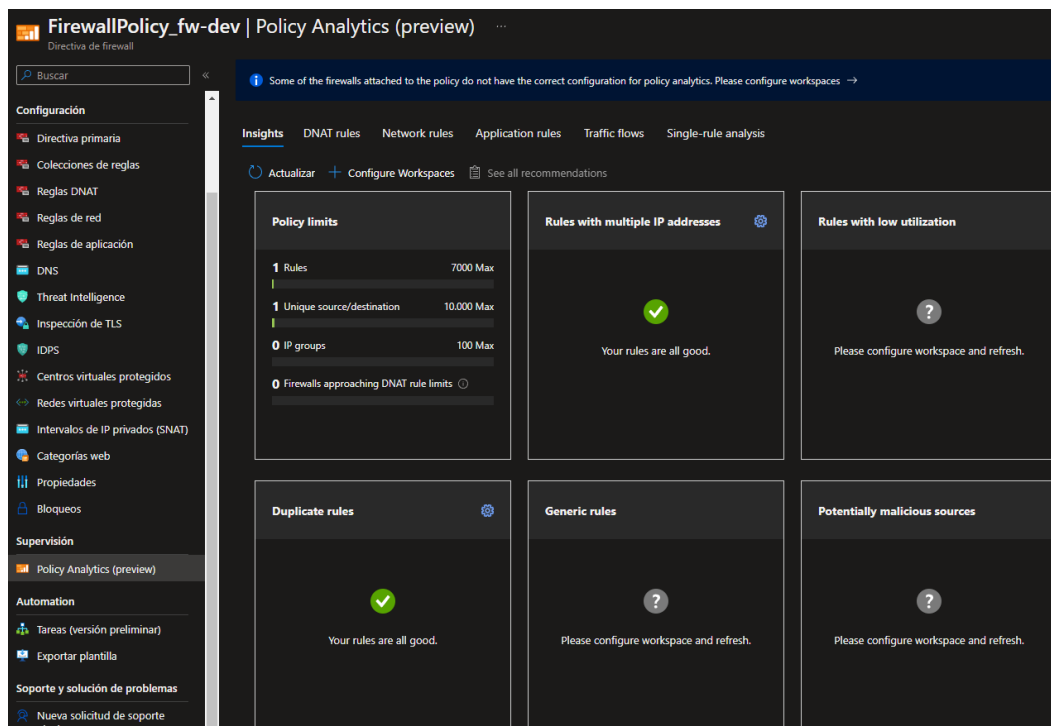 FirewallPolicy_fw-dev | Policy Analytics (preview) ...
Directiva de firewall
Buscar
«
Configuración
Directiva primaria
Colecciones de reglas
Reglas DNAT
Reglas de red
Reglas de aplicación
DNS
Threat Intelligence
Inspección de TLS
IDPS
Centros virtuales protegidos
Redes virtuales protegidas
Intervalos de IP privados (SNAT)
Categorías web
Propiedades
Bloqueos
Supervisión
Policy Analytics (preview)
Automation
Tareas (versión preliminar)
Exportar plantilla
Soporte y solución de problemas
Nueva solicitud de soporte
Some of the firewalls attached to the policy do not have the correct configuration for policy analytics. Please configure workspaces →
Insights DNAT rules Network rules Application rules Traffic flows Single-rule analysis
Actualizar + Configure Workspaces See all recommendations
Policy limits
1 Rules 7000 Max
1 Unique source/destination 10.000 Max
0 IP groups 100 Max
0 Firewalls approaching DNAT rule limits
Rules with multiple IP addresses
Your rules are all good.
Rules with low utilization
?
Please configure workspace and refresh.
Duplicate rules
Your rules are all good.
Generic rules
?
Please configure workspace and refresh.
Potentially malicious sources
?
Please configure workspace and refresh.